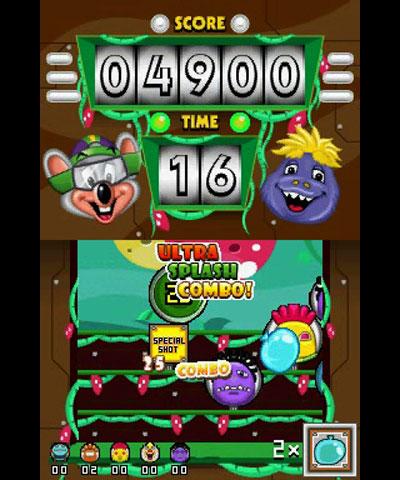 SCORE
04900
TIME
16
ULTRA
SPLASH
COMBO!
SPECIAL
SHOT
25
COMBO
2×
00 02 00 00 00